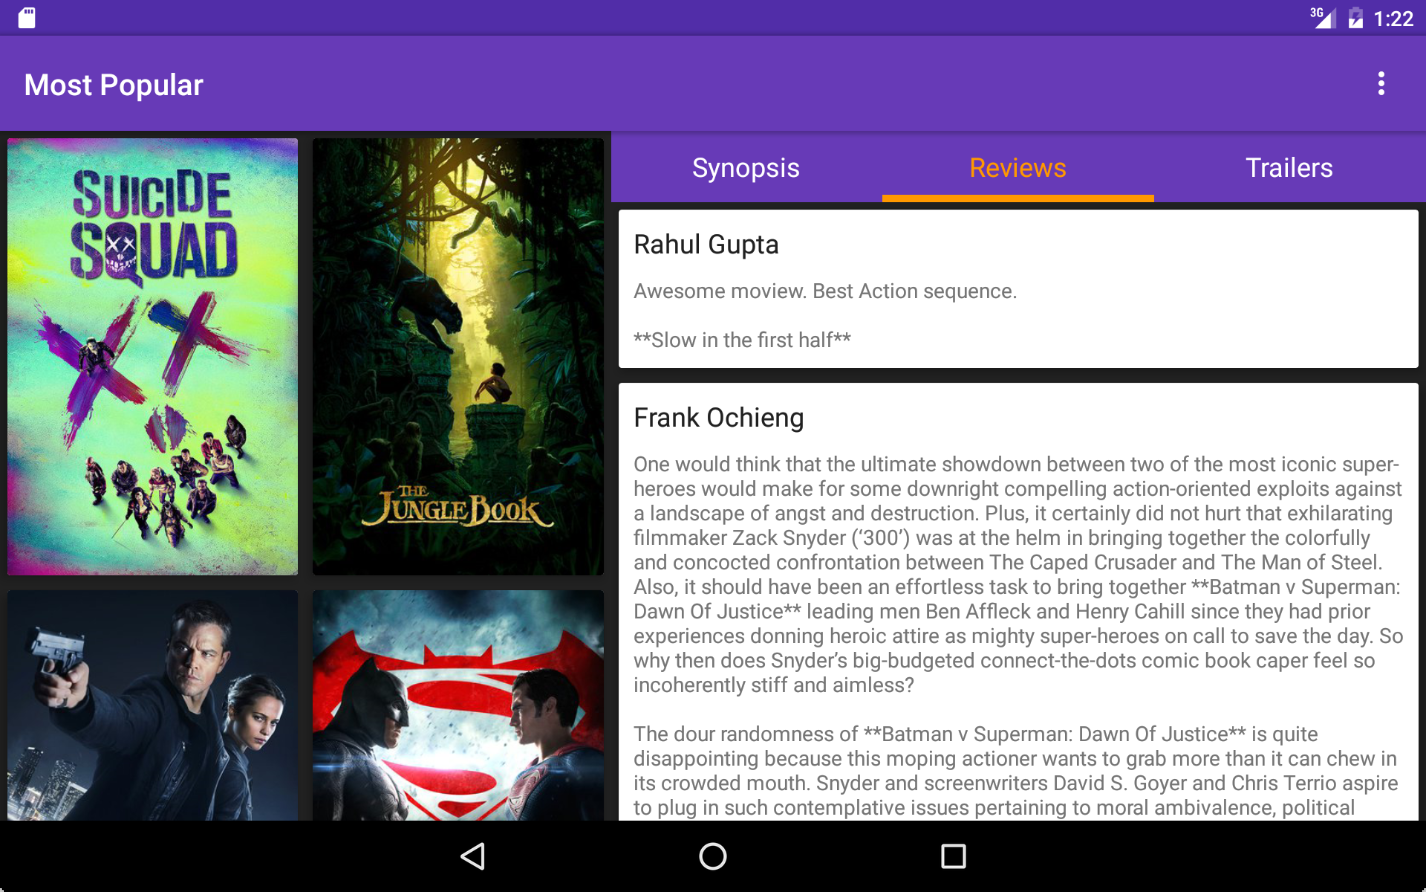 3G 1:22
Most Popular
SUICIDE
SQUAD
THE
JUNGLE BOOK
Synopsis Reviews Trailers
Rahul Gupta
Awesome moview. Best Action sequence.
**Slow in the first half**
Frank Ochieng
One would think that the ultimate showdown between two of the most iconic super-
heroes would make for some downright compelling action-oriented exploits against
a landscape of angst and destruction. Plus, it certainly did not hurt that exhilarating
filmmaker Zack Snyder (‘300’) was at the helm in bringing together the colorfully
and concocted confrontation between The Caped Crusader and The Man of Steel.
Also, it should have been an effortless task to bring together **Batman v Superman:
Dawn Of Justice** leading men Ben Affleck and Henry Cahill since they had prior
experiences donning heroic attire as mighty super-heroes on call to save the day. So
why then does Snyder’s big-budgeted connect-the-dots comic book caper feel so
incoherently stiff and aimless?
The dour randomness of **Batman v Superman: Dawn Of Justice** is quite
disappointing because this moping actioner wants to grab more than it can chew in
its crowded mouth. Snyder and screenwriters David S. Goyer and Chris Terrio aspire
to plug in such contemplative issues pertaining to moral ambivalence, political